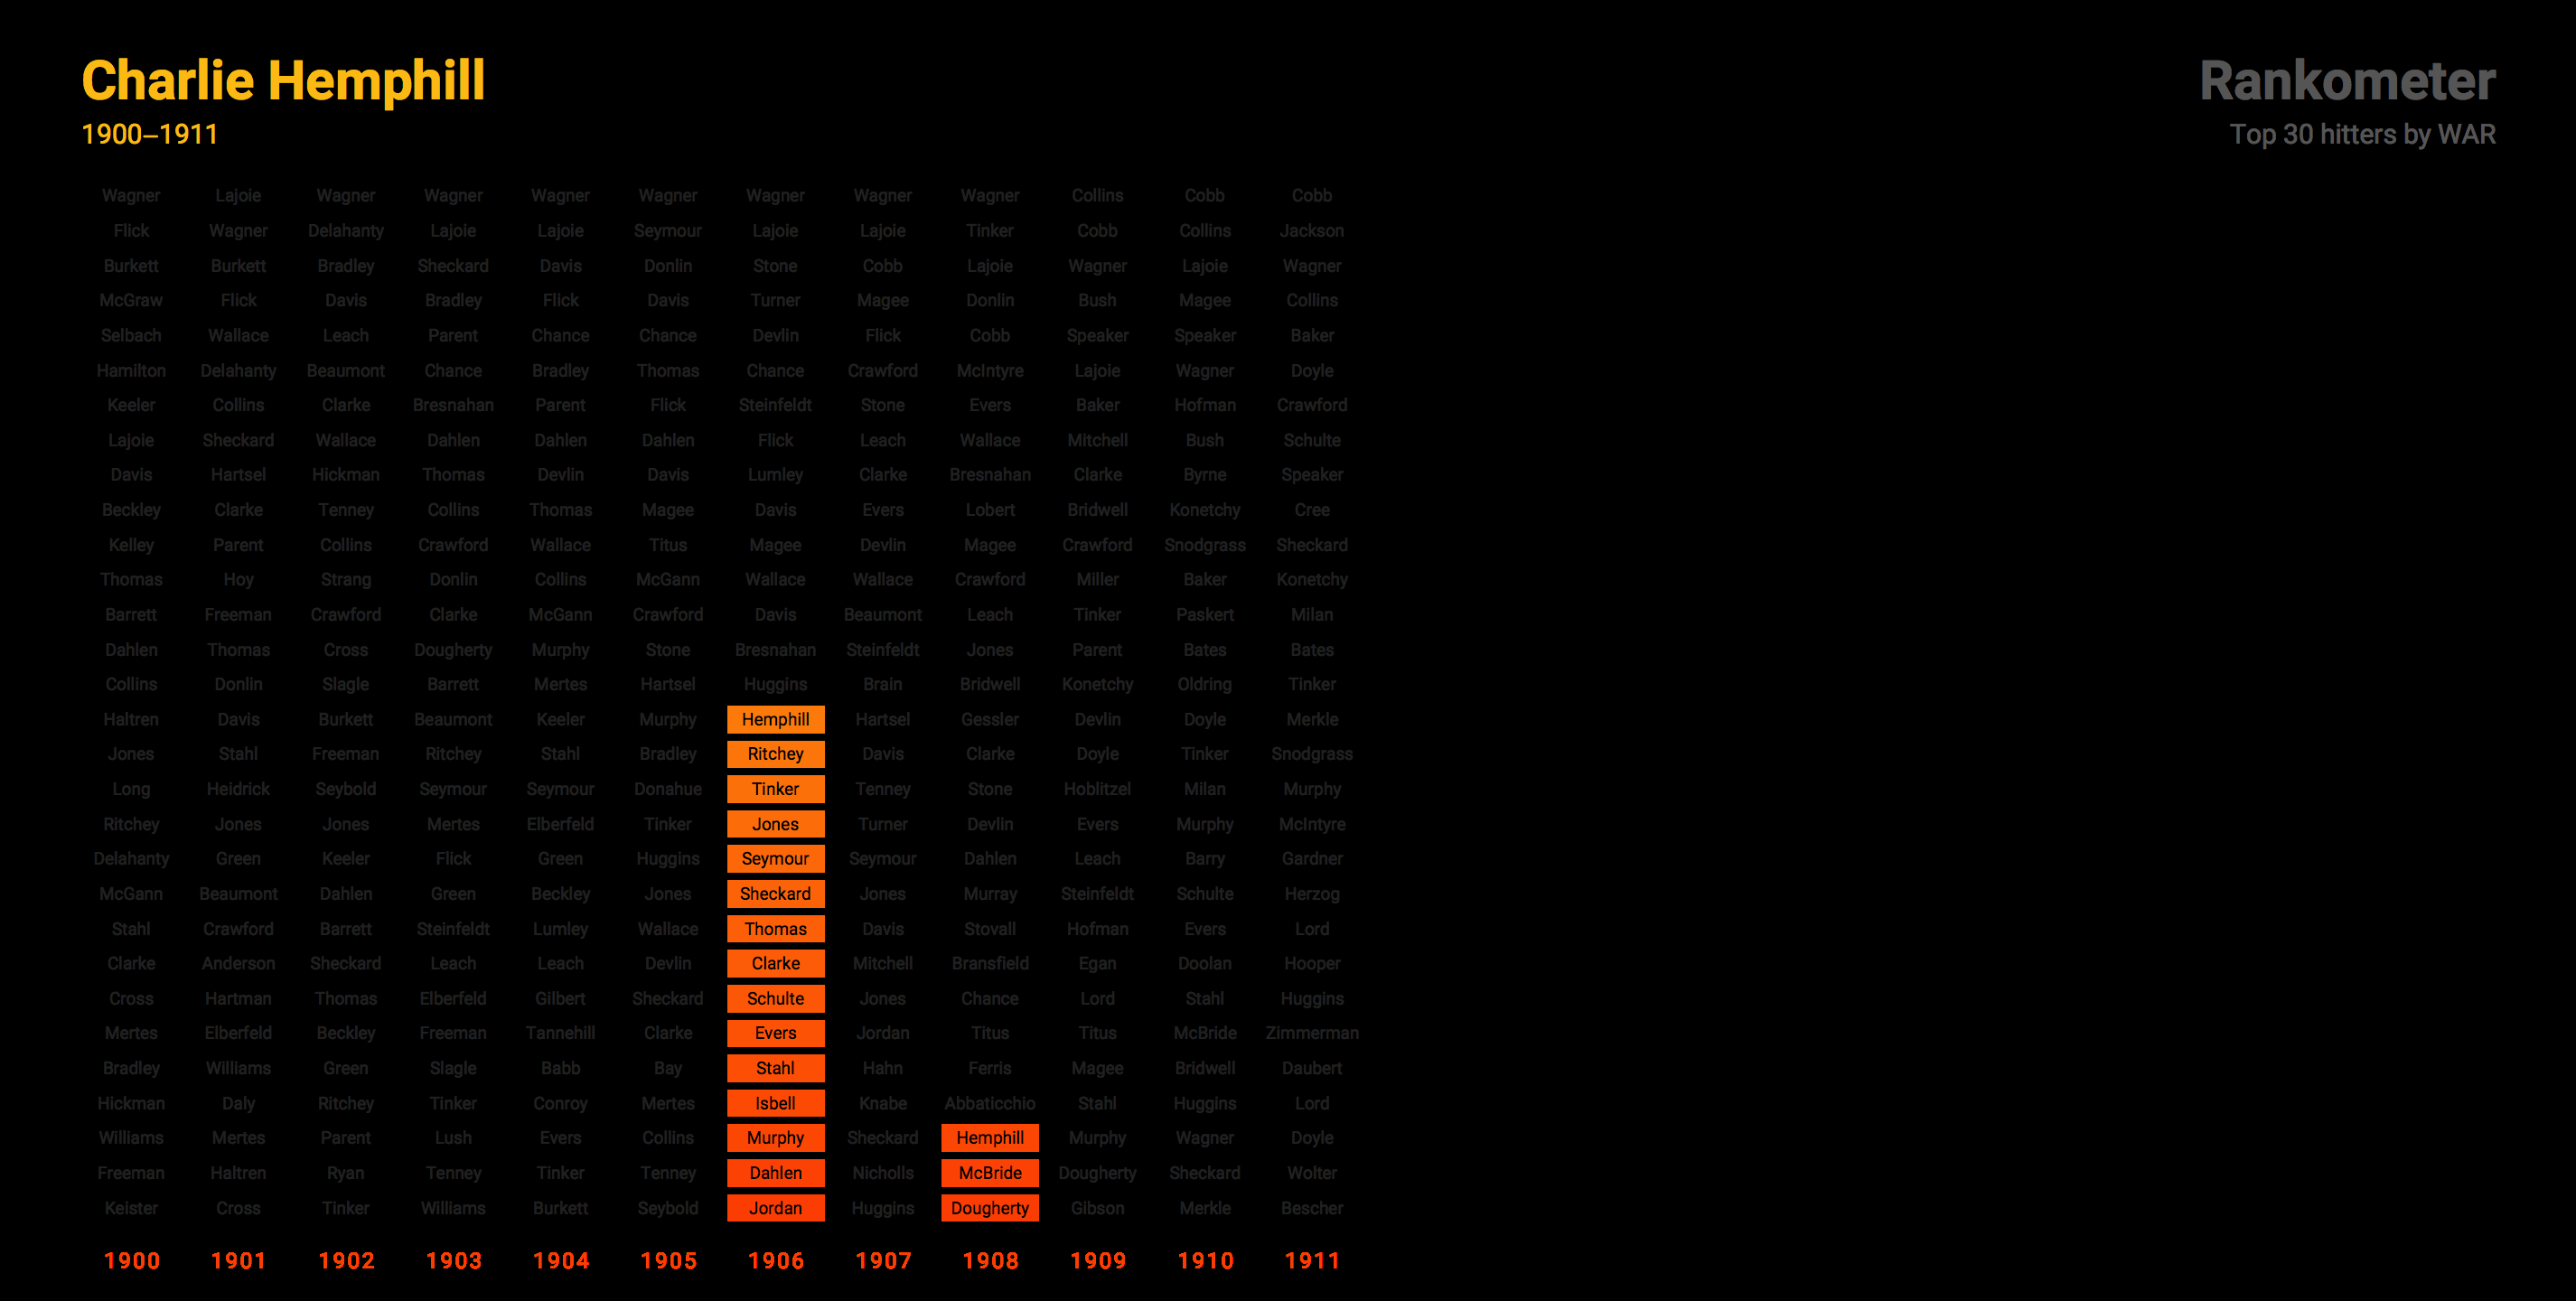 Charlie Hemphill
1900–1911
Rankometer
Top 30 hitters by WAR
Wagner Lajoie Wagner Wagner Wagner Wagner Wagner Wagner Wagner Collins Cobb Cobb
Flick Wagner Delahanty Lajoie Lajoie Seymour Lajoie Lajoie Tinker Cobb Collins Jackson
Burkett Burkett Bradley Sheckard Davis Donlin Stone Cobb Lajoie Wagner Lajoie Wagner
McGraw Flick Davis Bradley Flick Davis Turner Magee Donlin Bush Magee Collins
Selbach Wallace Leach Parent Chance Chance Devlin Flick Cobb Speaker Speaker Baker
Hamilton Delahanty Beaumont Chance Bradley Thomas Chance Crawford McIntyre Lajoie Wagner Doyle
Keeler Collins Clarke Bresnahan Parent Flick Steinfeldt Stone Evers Baker Hofman Crawford
Lajoie Sheckard Wallace Dahlen Dahlen Dahlen Flick Leach Wallace Mitchell Bush Schulte
Davis Hartsel Hickman Thomas Devlin Davis Lumley Clarke Bresnahan Clarke Byrne Speaker
Beckley Clarke Tenney Collins Thomas Magee Davis Evers Lobert Bridwell Konetchy Cree
Kelley Parent Collins Crawford Wallace Titus Magee Devlin Magee Crawford Snodgrass Sheckard
Thomas Hoy Strang Donlin Collins McGann Wallace Wallace Crawford Miller Baker Konetchy
Barrett Freeman Crawford Clarke McGann Crawford Davis Beaumont Leach Tinker Paskert Milan
Dahlen Thomas Cross Dougherty Murphy Stone Bresnahan Steinfeldt Jones Parent Bates Bates
Collins Donlin Slagle Barrett Mertes Hartsel Huggins Brain Bridwell Konetchy Oldring Tinker
Haltren Davis Burkett Beaumont Keeler Murphy Hemphill Hartsel Gessler Devlin Doyle Merkle
Jones Stahl Freeman Ritchey Stahl Bradley Ritchey Davis Clarke Doyle Tinker Snodgrass
Long Heidrick Seybold Seymour Seymour Donahue Tinker Tenney Stone Hoblitzel Milan Murphy
Ritchey Jones Jones Mertes Elberfeld Tinker Jones Turner Devlin Evers Murphy McIntyre
Delahanty Green Keeler Flick Green Huggins Seymour Seymour Dahlen Leach Barry Gardner
McGann Beaumont Dahlen Green Beckley Jones Sheckard Jones Murray Steinfeldt Schulte Herzog
Stahl Crawford Barrett Steinfeldt Lumley Wallace Thomas Davis Stovall Hofman Evers Lord
Clarke Anderson Sheckard Leach Leach Devlin Clarke Mitchell Bransfield Egan Doolan Hooper
Cross Hartman Thomas Elberfeld Gilbert Sheckard Schulte Jones Chance Lord Stahl Huggins
Mertes Elberfeld Beckley Freeman Tannehill Clarke Evers Jordan Titus Titus McBride Zimmerman
Bradley Williams Green Slagle Babb Bay Stahl Hahn Ferris Magee Bridwell Daubert
Hickman Daly Ritchey Tinker Conroy Mertes Isbell Knabe Abbaticchio Stahl Huggins Lord
Williams Mertes Parent Lush Evers Collins Murphy Sheckard Hemphill Murphy Wagner Doyle
Freeman Haltren Ryan Tenney Tinker Tenney Dahlen Nicholls McBride Dougherty Sheckard Wolter
Keister Cross Tinker Williams Burkett Seybold Jordan Huggins Dougherty Gibson Merkle Bescher
1900 1901 1902 1903 1904 1905 1906 1907 1908 1909 1910 1911